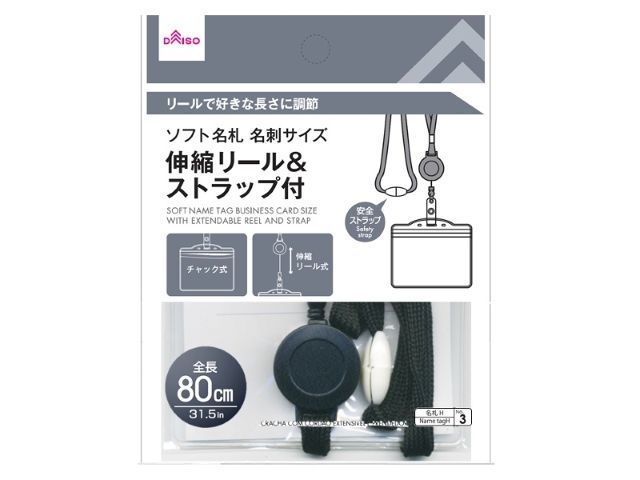 DAISO
リールで好きな長さに調節
ソフト名札 名刺サイズ
伸縮リール&
ストラップ付
SOFT NAME TAG BUSINESS CARD SIZE
WITH EXTENDABLE REEL AND STRAP
安全
ストラップ
Safety
strap
チャック式
伸縮
リール式
全長
80cm
31.5in
CRACHA COM CORDAO EXTENSIVEL
名札 H
Name tagH
No.
3